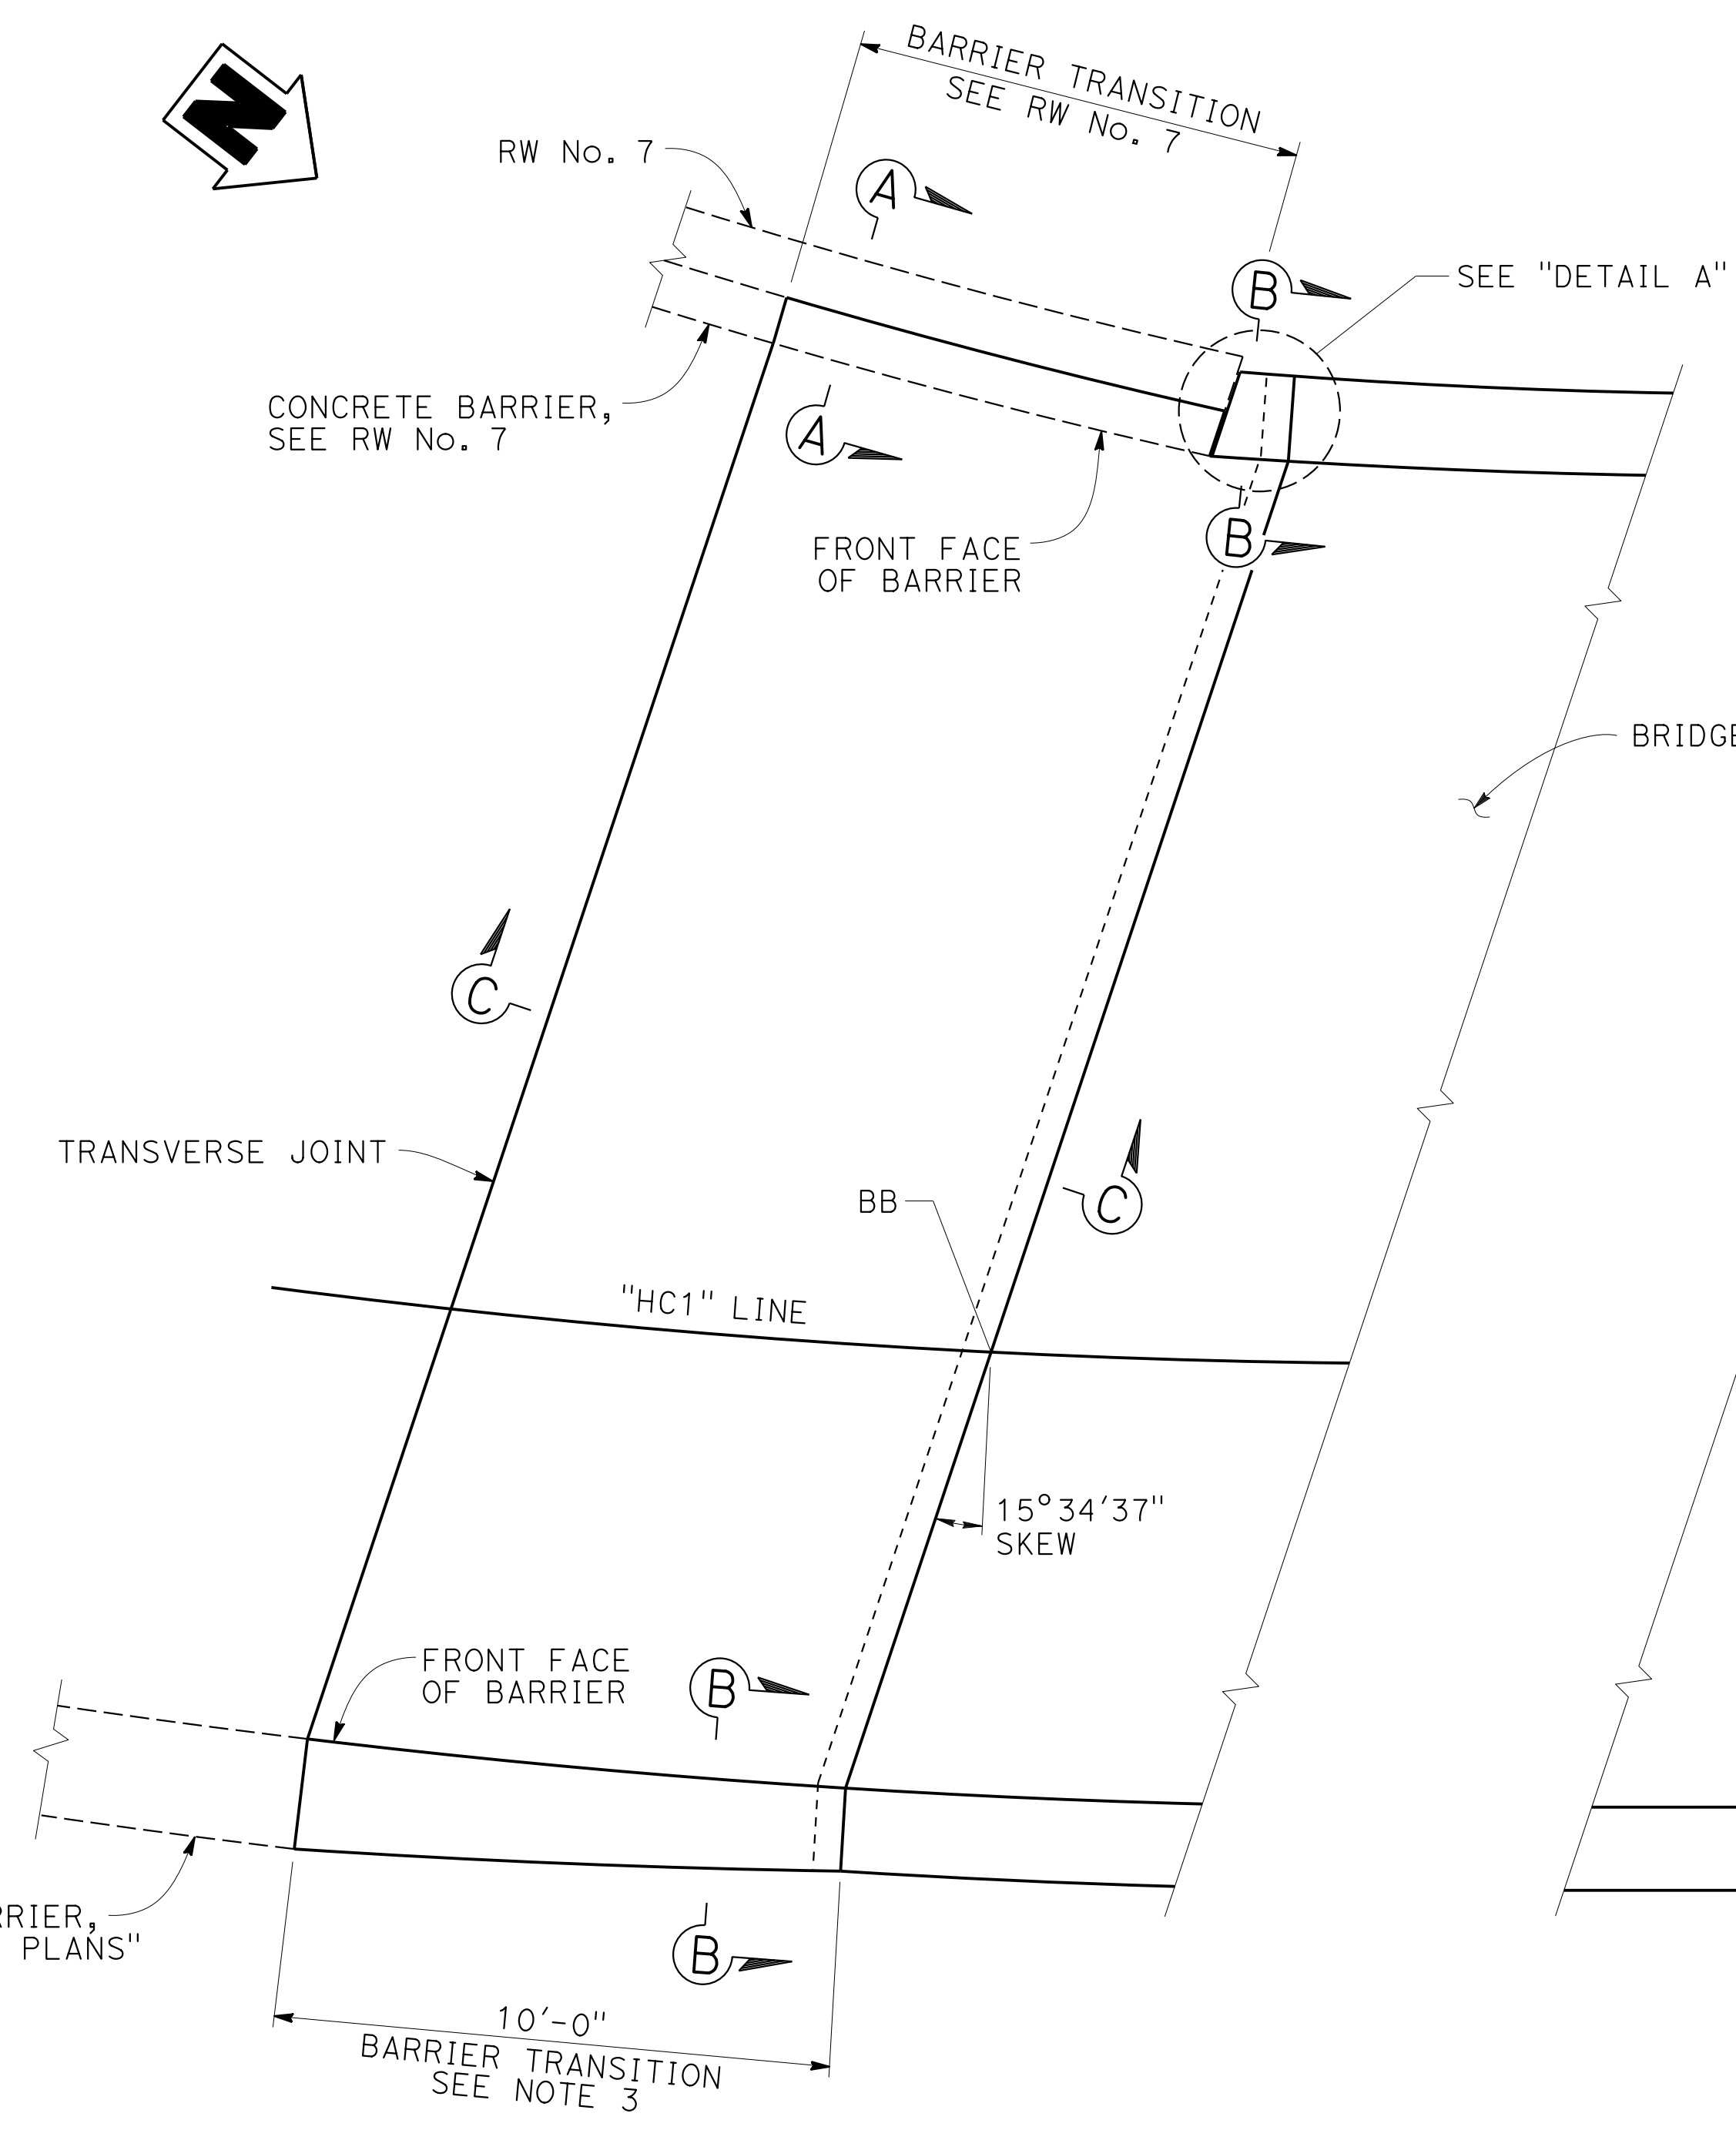 N
BARRIER TRANSITION
SEE RW No. 7
RW No. 7
A
B
SEE "DETAIL A"
CONCRETE BARRIER,
SEE RW No. 7
A
FRONT FACE
OF BARRIER
B
BRIDGE
C
TRANSVERSE JOINT
BB
C
"HC1" LINE
15°34'37"
SKEW
FRONT FACE
OF BARRIER
B
RRIER,
PLANS"
B
10'-0"
BARRIER TRANSITION
SEE NOTE 3